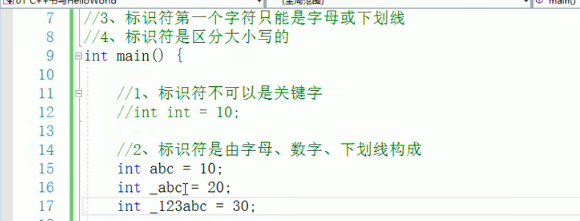 01 C++书写HelloWorld (全局范围) main()
7 //3、标识符第一个字符只能是字母或下划线
8 //4、标识符是区分大小写的
9 int main() {
10
11 //1、标识符不可以是关键字
12 //int int = 10;
13
14 //2、标识符是由字母、数字、下划线构成
15 int abc = 10;
16 int _abc = 20;
17 int _123abc = 30;